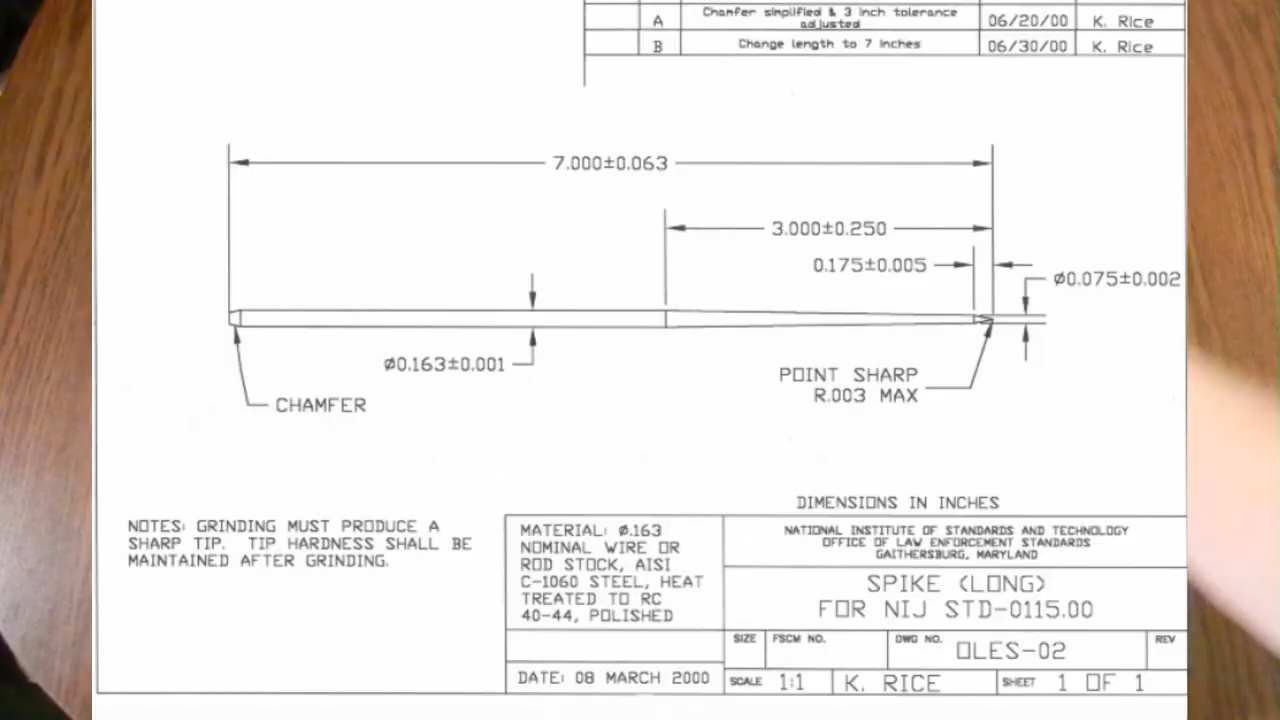 A Chamfer simplified & 3 inch tolerance adjusted 06/20/00 K. Rice
B Change length to 7 inches 06/30/00 K. Rice
7.000±0.063
3.000±0.250
0.175±0.005
Ø0.075±0.002
Ø0.163±0.001
POINT SHARP
R.003 MAX
CHAMFER
DIMENSIONS IN INCHES
NOTES: GRINDING MUST PRODUCE A
SHARP TIP. TIP HARDNESS SHALL BE
MAINTAINED AFTER GRINDING.
MATERIAL: Ø.163
NOMINAL WIRE OR
ROD STOCK, AISI
C-1060 STEEL, HEAT
TREATED TO RC
40-44, POLISHED
DATE: 08 MARCH 2000
NATIONAL INSTITUTE OF STANDARDS AND TECHNOLOGY
OFFICE OF LAW ENFORCEMENT STANDARDS
GAITHERSBURG, MARYLAND
SPIKE (LONG)
FOR NIJ STD-0115.00
SIZE FSCM NO. DWG NO. OLES-02 REV
SCALE 1:1 K. RICE SHEET 1 OF 1